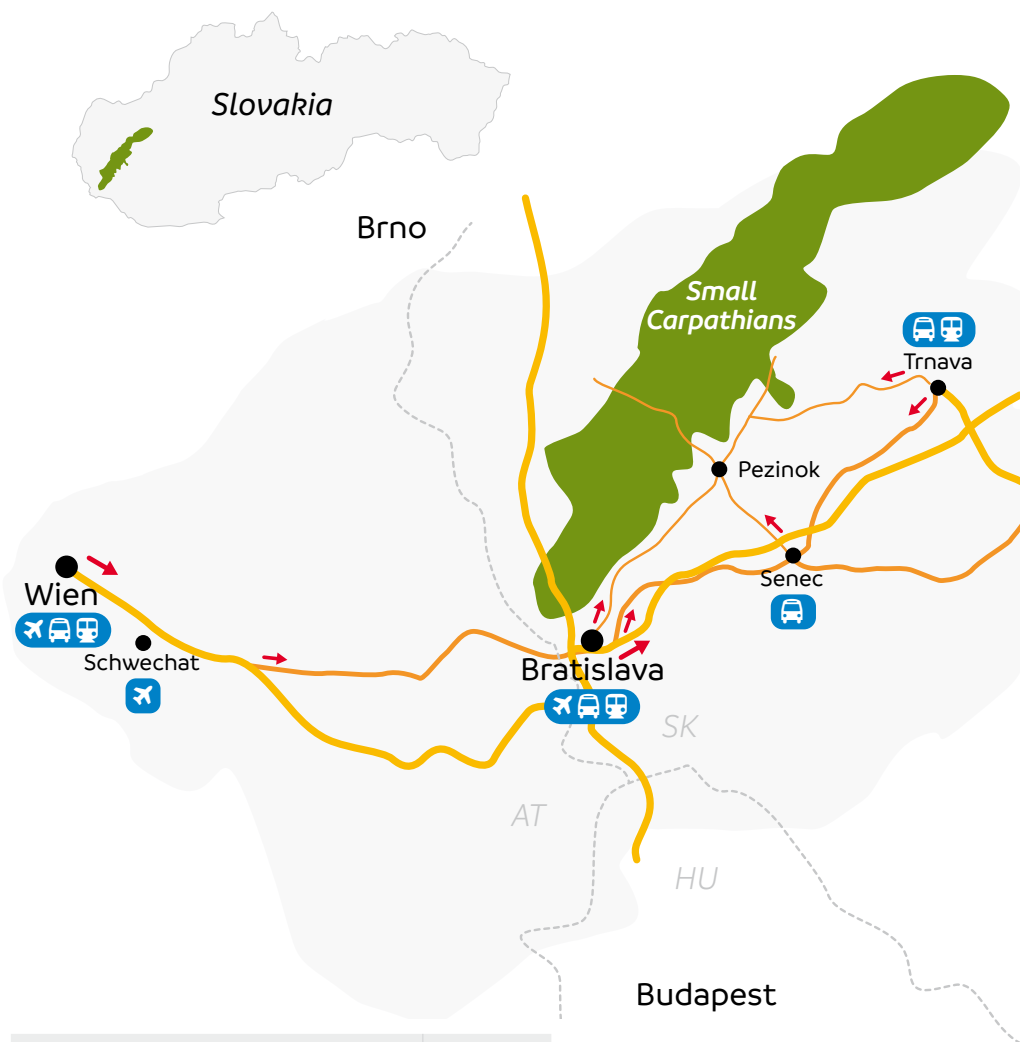 Slovakia
Brno
Small
Carpathians
Trnava
Pezinok
Senec
Wien
Schwechat
Bratislava
SK
AT
HU
Budapest